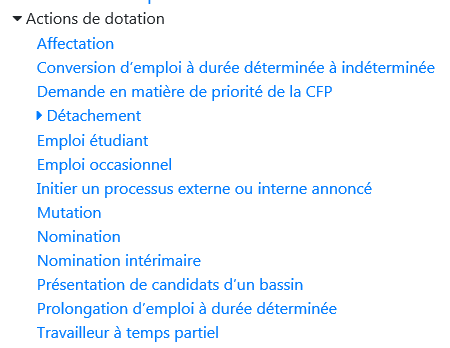 Actions de dotation
Affectation
Conversion d’emploi à durée déterminée à indéterminée
Demande en matière de priorité de la CFP
Détachement
Emploi étudiant
Emploi occasionnel
Initier un processus externe ou interne annoncé
Mutation
Nomination
Nomination intérimaire
Présentation de candidats d’un bassin
Prolongation d’emploi à durée déterminée
Travailleur à temps partiel